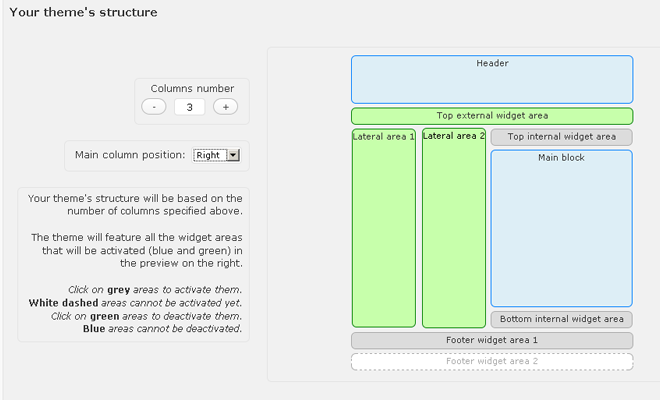 Your theme's structure
Columns number
- 3 +
Main column position: Right
Your theme's structure will be based on the
number of columns specified above.
The theme will feature all the widget areas
that will be activated (blue and green) in
the preview on the right.
Click on grey areas to activate them.
White dashed areas cannot be activated yet.
Click on green areas to deactivate them.
Blue areas cannot be deactivated.
Header
Top external widget area
Lateral area 1
Lateral area 2
Top internal widget area
Main block
Bottom internal widget area
Footer widget area 1
Footer widget area 2